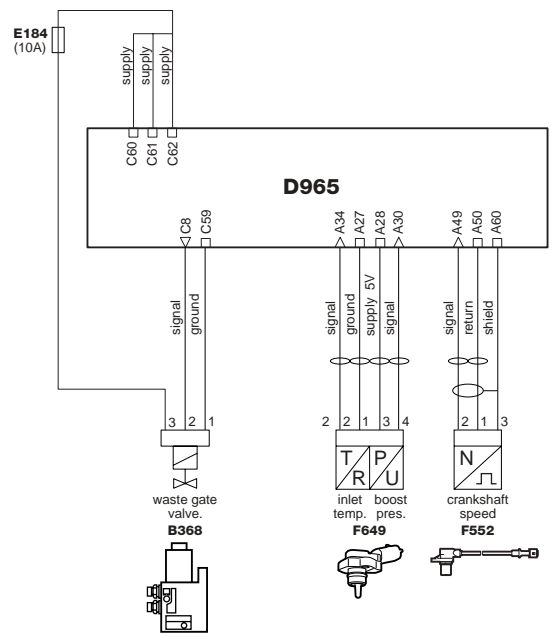 E184
(10A)
supply
supply
supply
C60
C61
C62
D965
C8
C59
A34
A27
A28
A30
A49
A50
A60
signal
ground
signal
ground
supply 5V
signal
signal
return
shield
3 2 1
2 2 1 3 4
2 1 3
T R P U
N
waste gate
valve.
B368
inlet boost
temp. pres.
F649
crankshaft
speed
F552